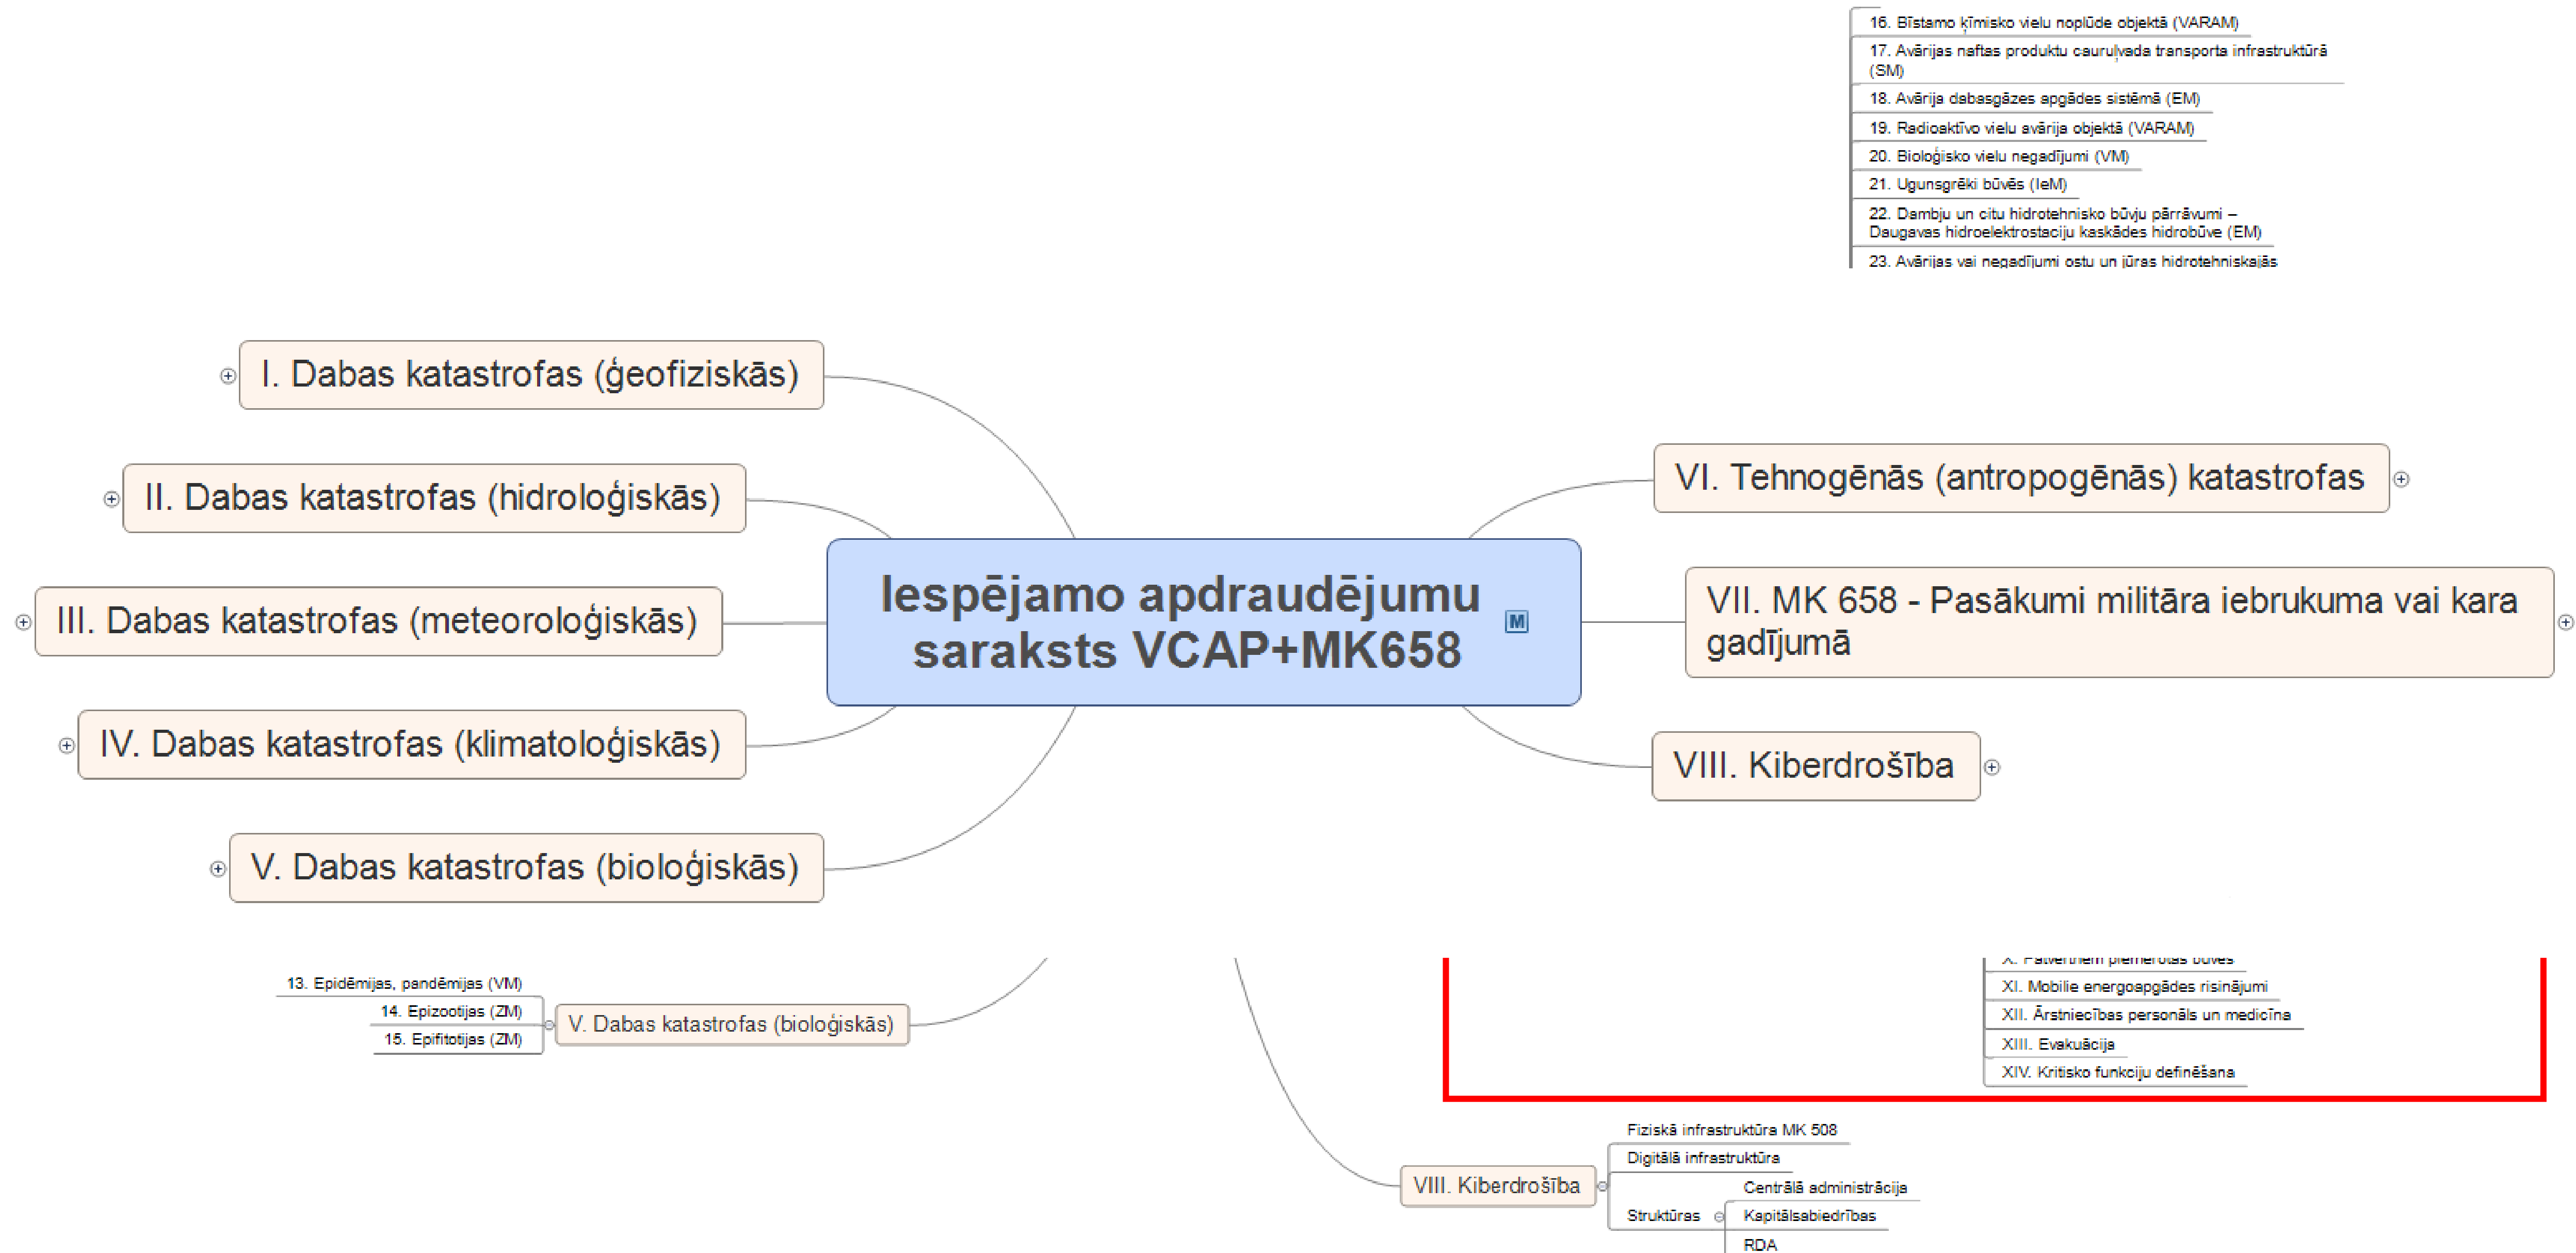 16. Bīstamo ķīmisko vielu noplūde objektā (VARAM)
17. Avārijas naftas produktu cauruļvada transporta infrastruktūrā
(SM)
18. Avārija dabasgāzes apgādes sistēmā (EM)
19. Radioaktīvo vielu avārija objektā (VARAM)
20. Bioloģisko vielu negadījumi (VM)
21. Ugunsgrēki būvēs (IeM)
22. Dambju un citu hidrotehnisko būvju pārrāvumi –
Daugavas hidroelektrostaciju kaskādes hidrobūve (EM)
23. Avārijas vai negadījumi ostu un jūras hidrotehniskajās
I. Dabas katastrofas (ģeofiziskās)
II. Dabas katastrofas (hidroloģiskās)
III. Dabas katastrofas (meteoroloģiskās)
IV. Dabas katastrofas (klimatoloģiskās)
V. Dabas katastrofas (bioloģiskās)
Iespējamo apdraudējumu
saraksts VCAP+MK658
M
VI. Tehnogēnās (antropogēnās) katastrofas
VII. MK 658 - Pasākumi militāra iebrukuma vai kara
gadījumā
VIII. Kiberdrošība
13. Epidēmijas, pandēmijas (VM)
14. Epizootijas (ZM)
15. Epifitotijas (ZM)
V. Dabas katastrofas (bioloģiskās)
X. Patvērtnem piemērotas būves
XI. Mobilie energoapgādes risinājumi
XII. Ārstniecības personāls un medicīna
XIII. Evakuācija
XIV. Kritisko funkciju definēšana
VIII. Kiberdrošība
Fiziskā infrastruktūra MK 508
Digitālā infrastruktūra
Struktūras
Centrālā administrācija
Kapitālsabiedrības
RDA